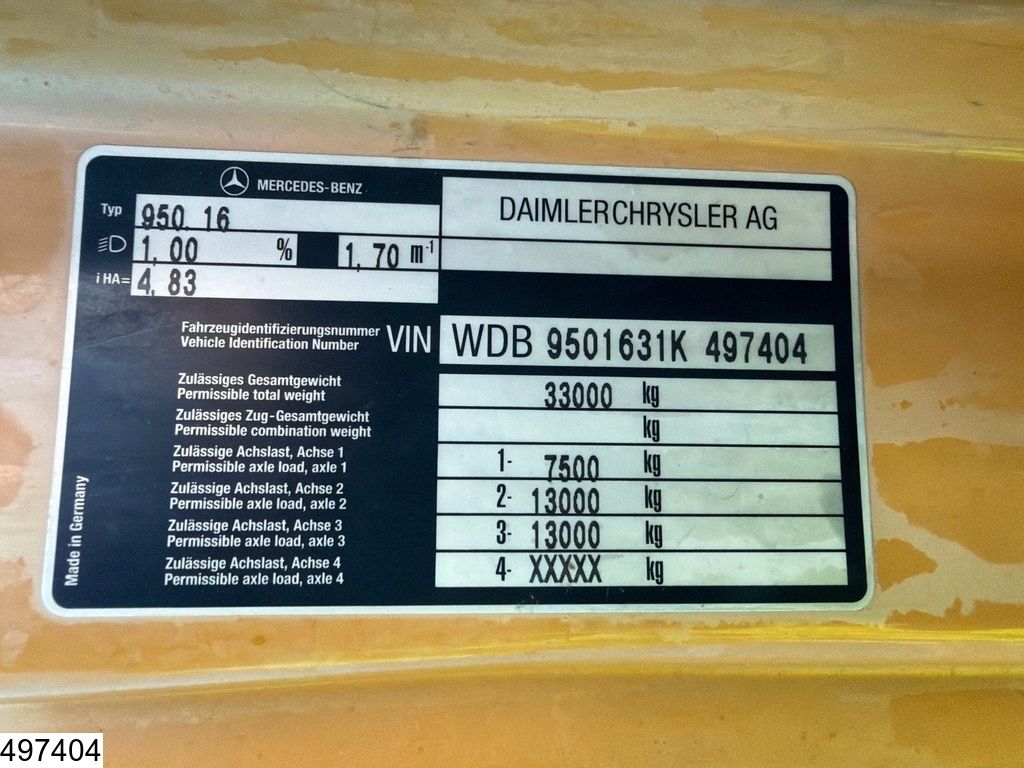 MERCEDES-BENZ
DAIMLERCHRYSLER AG
Typ 950. 16
1, 00 % 1, 70 m⁻¹
i HA= 4, 83
Fahrzeugidentifizierungsnummer
Vehicle Identification Number
VIN WDB 9501631K 497404
Zulässiges Gesamtgewicht
Permissible total weight
33000 kg
Zulässiges Zug-Gesamtgewicht
Permissible combination weight
kg
Zulässige Achslast, Achse 1
Permissible axle load, axle 1
1- 7500 kg
Zulässige Achslast, Achse 2
Permissible axle load, axle 2
2- 13000 kg
Zulässige Achslast, Achse 3
Permissible axle load, axle 3
3- 13000 kg
Zulässige Achslast, Achse 4
Permissible axle load, axle 4
4- XXXXX kg
Made in Germany
497404